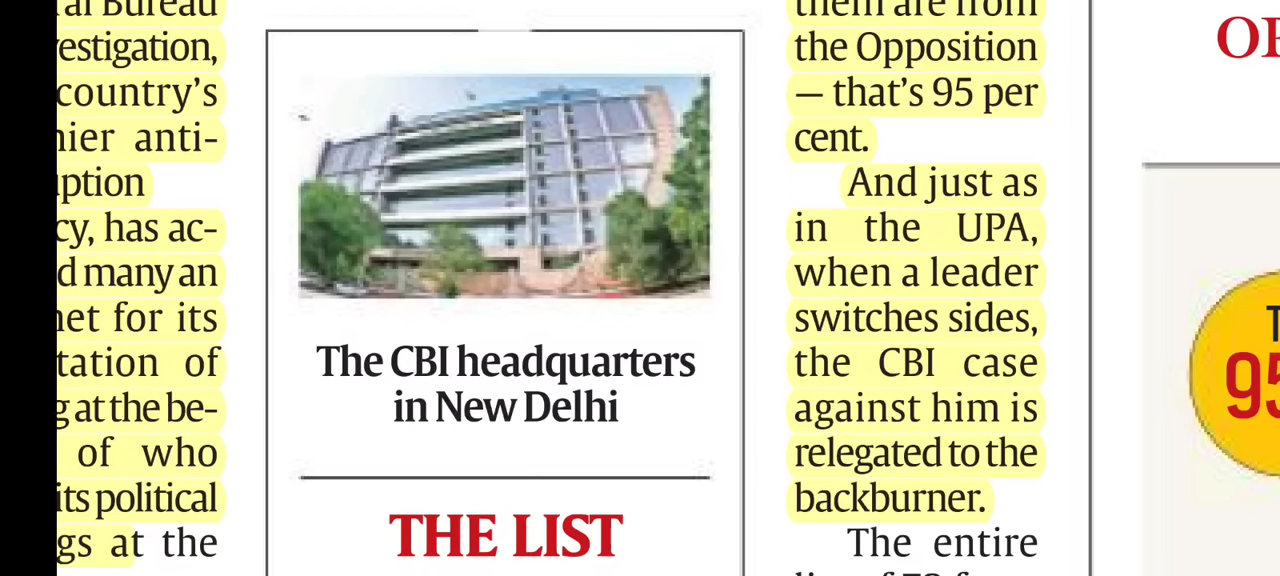 estigation,
country's
nier anti-
ption
cy, has ac-
d many an
net for its
tation of
g at the be-
of who
its political
gs at the
The CBI headquarters
in New Delhi
THE LIST
the Opposition
— that's 95 per
cent.
And just as
in the UPA,
when a leader
switches sides,
the CBI case
against him is
relegated to the
backburner.
The entire
95